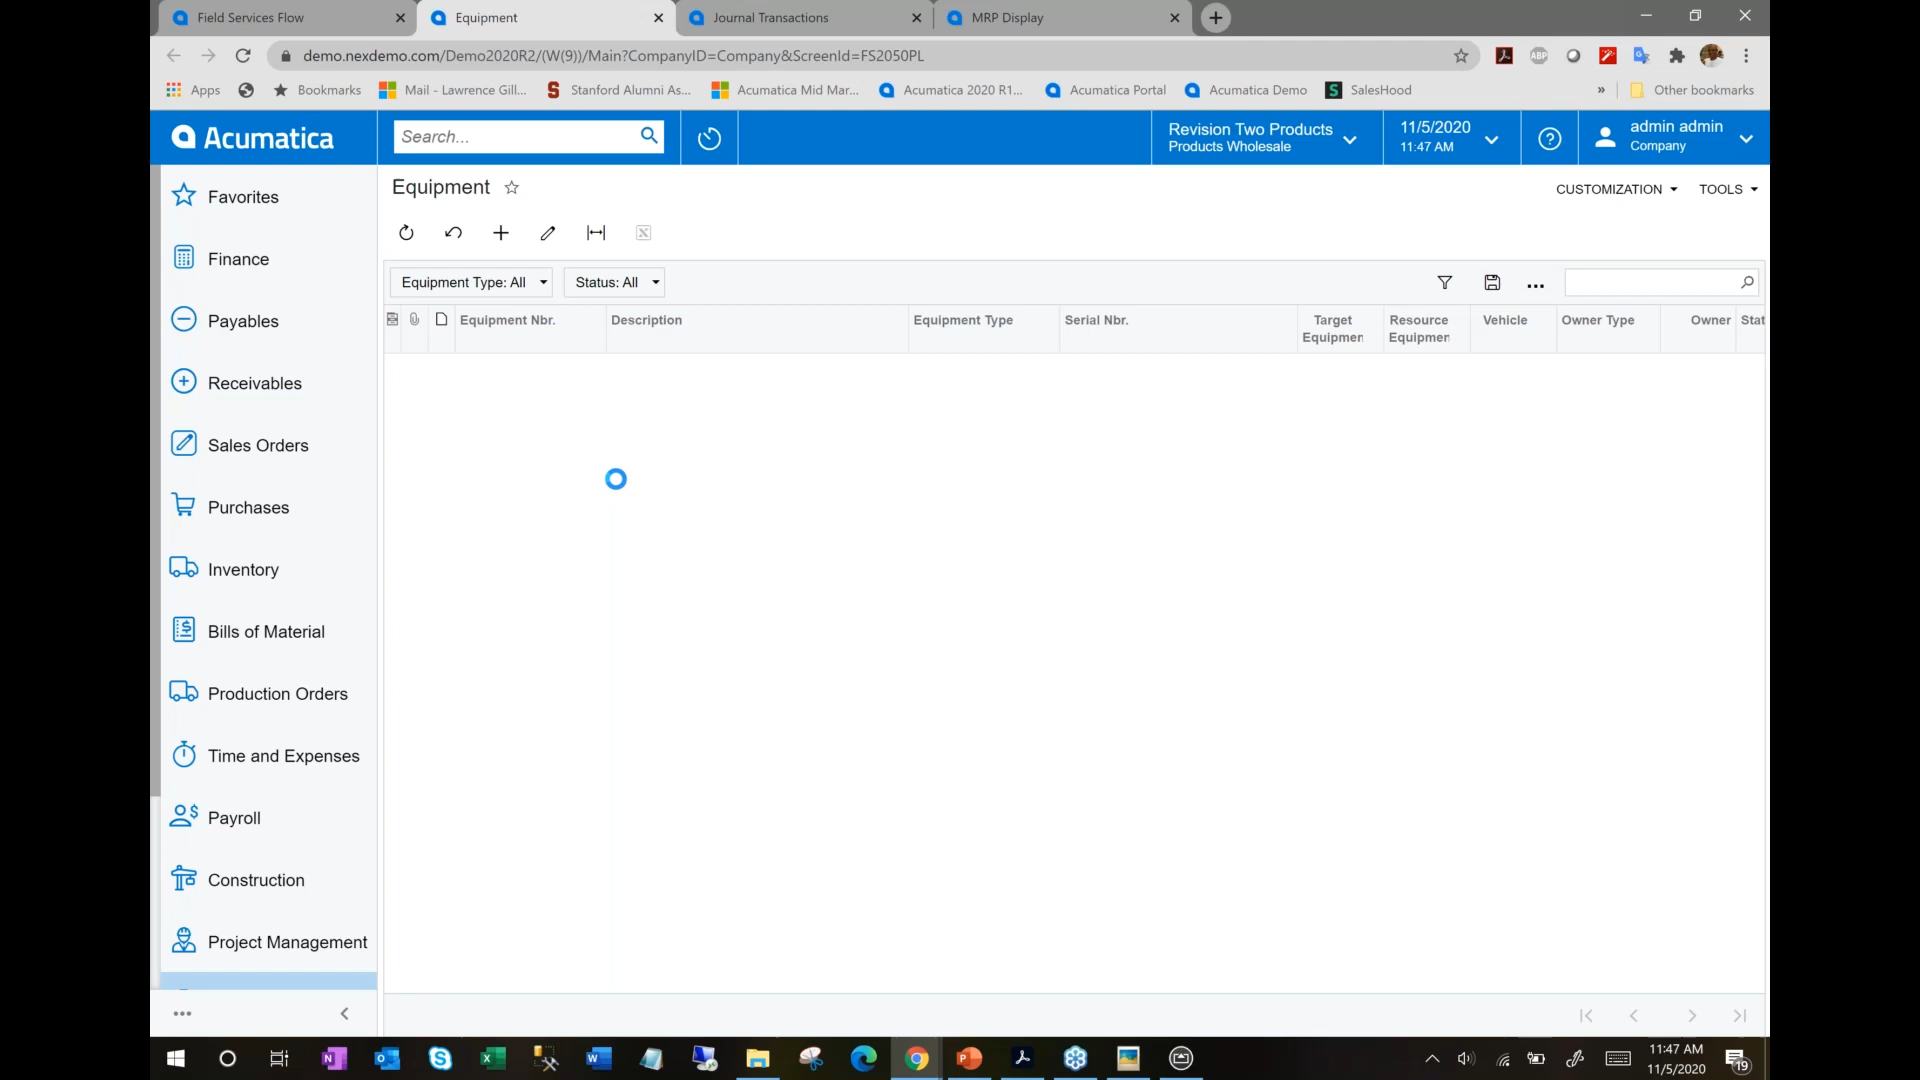 Field Services Flow
Equipment
Journal Transactions
MRP Display
demo.nexdemo.com/Demo2020R2/(W(9))/Main?CompanyID=Company&ScreenId=FS2050PL
ABP
Apps
Bookmarks
Mail - Lawrence Gill...
S
Stanford Alumni As...
Acumatica Mid Mar...
Acumatica 2020 R1...
Acumatica Portal
Acumatica Demo
S
SalesHood
»
Other bookmarks
Acumatica
Search...
Revision Two Products
Products Wholesale
11/5/2020
11:47 AM
admin admin
Company
Favorites
Finance
Payables
Receivables
Sales Orders
Purchases
Inventory
Bills of Material
Production Orders
Time and Expenses
Payroll
Construction
Project Management
Equipment
CUSTOMIZATION
TOOLS
Equipment Type: All
Status: All
Equipment Nbr.
Description
Equipment Type
Serial Nbr.
Target
Equipmen
Resource
Equipmen
Vehicle
Owner Type
Owner
Stat
11:47 AM
11/5/2020
19